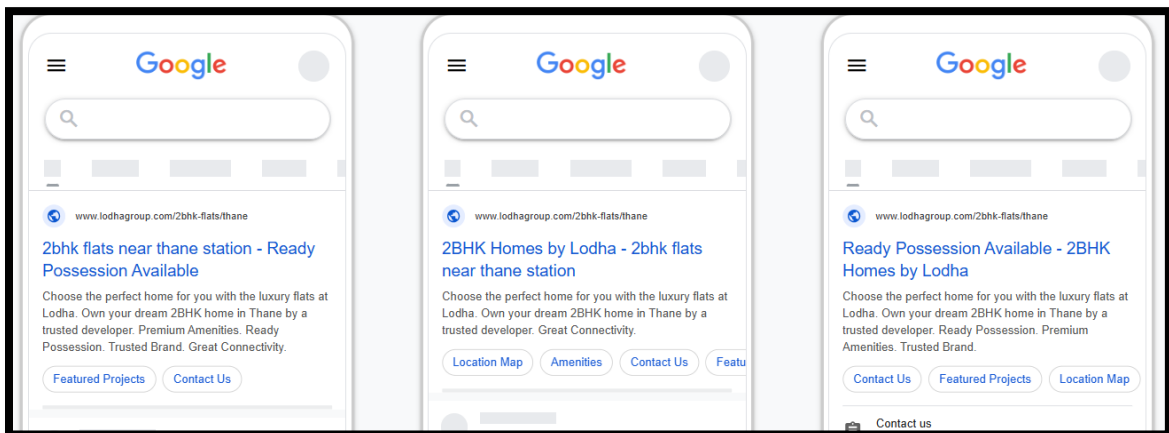 Google
www.lodhagroup.com/2bhk-flats/thane
2bhk flats near thane station - Ready
Possession Available
Choose the perfect home for you with the luxury flats at
Lodha. Own your dream 2BHK home in Thane by a
trusted developer. Premium Amenities. Ready
Possession. Trusted Brand. Great Connectivity.
Featured Projects
Contact Us
Google
www.lodhagroup.com/2bhk-flats/thane
2BHK Homes by Lodha - 2bhk flats
near thane station
Choose the perfect home for you with the luxury flats at
Lodha. Own your dream 2BHK home in Thane by a
trusted developer. Great Connectivity.
Location Map
Amenities
Contact Us
Featu
Google
www.lodhagroup.com/2bhk-flats/thane
Ready Possession Available - 2BHK
Homes by Lodha
Choose the perfect home for you with the luxury flats at
Lodha. Own your dream 2BHK home in Thane by a
trusted developer. Ready Possession. Premium
Amenities. Trusted Brand.
Contact Us
Featured Projects
Location Map
Contact us